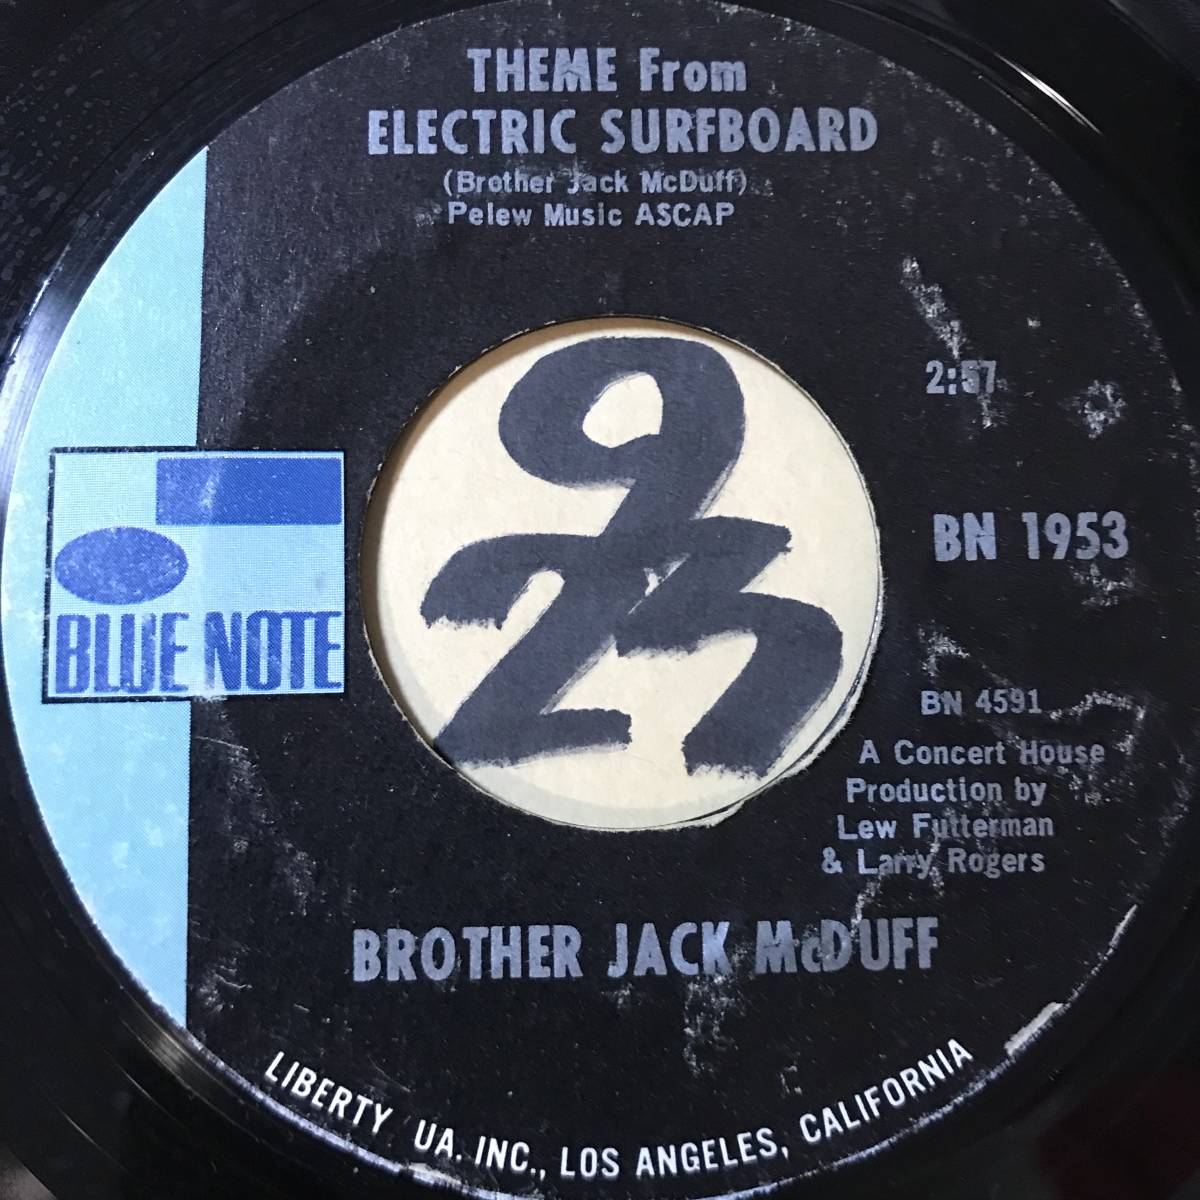 THEME From
ELECTRIC SURFBOARD
(Brother Jack McDuff)
Pelew Music ASCAP
2:57
BN 1953
BLUE NOTE
BN 4591
A Concert House
Production by
Lew Futterman
& Larry Rogers
BROTHER JACK McDUFF
LIBERTY UA. INC., LOS ANGELES, CALIFORNIA
9